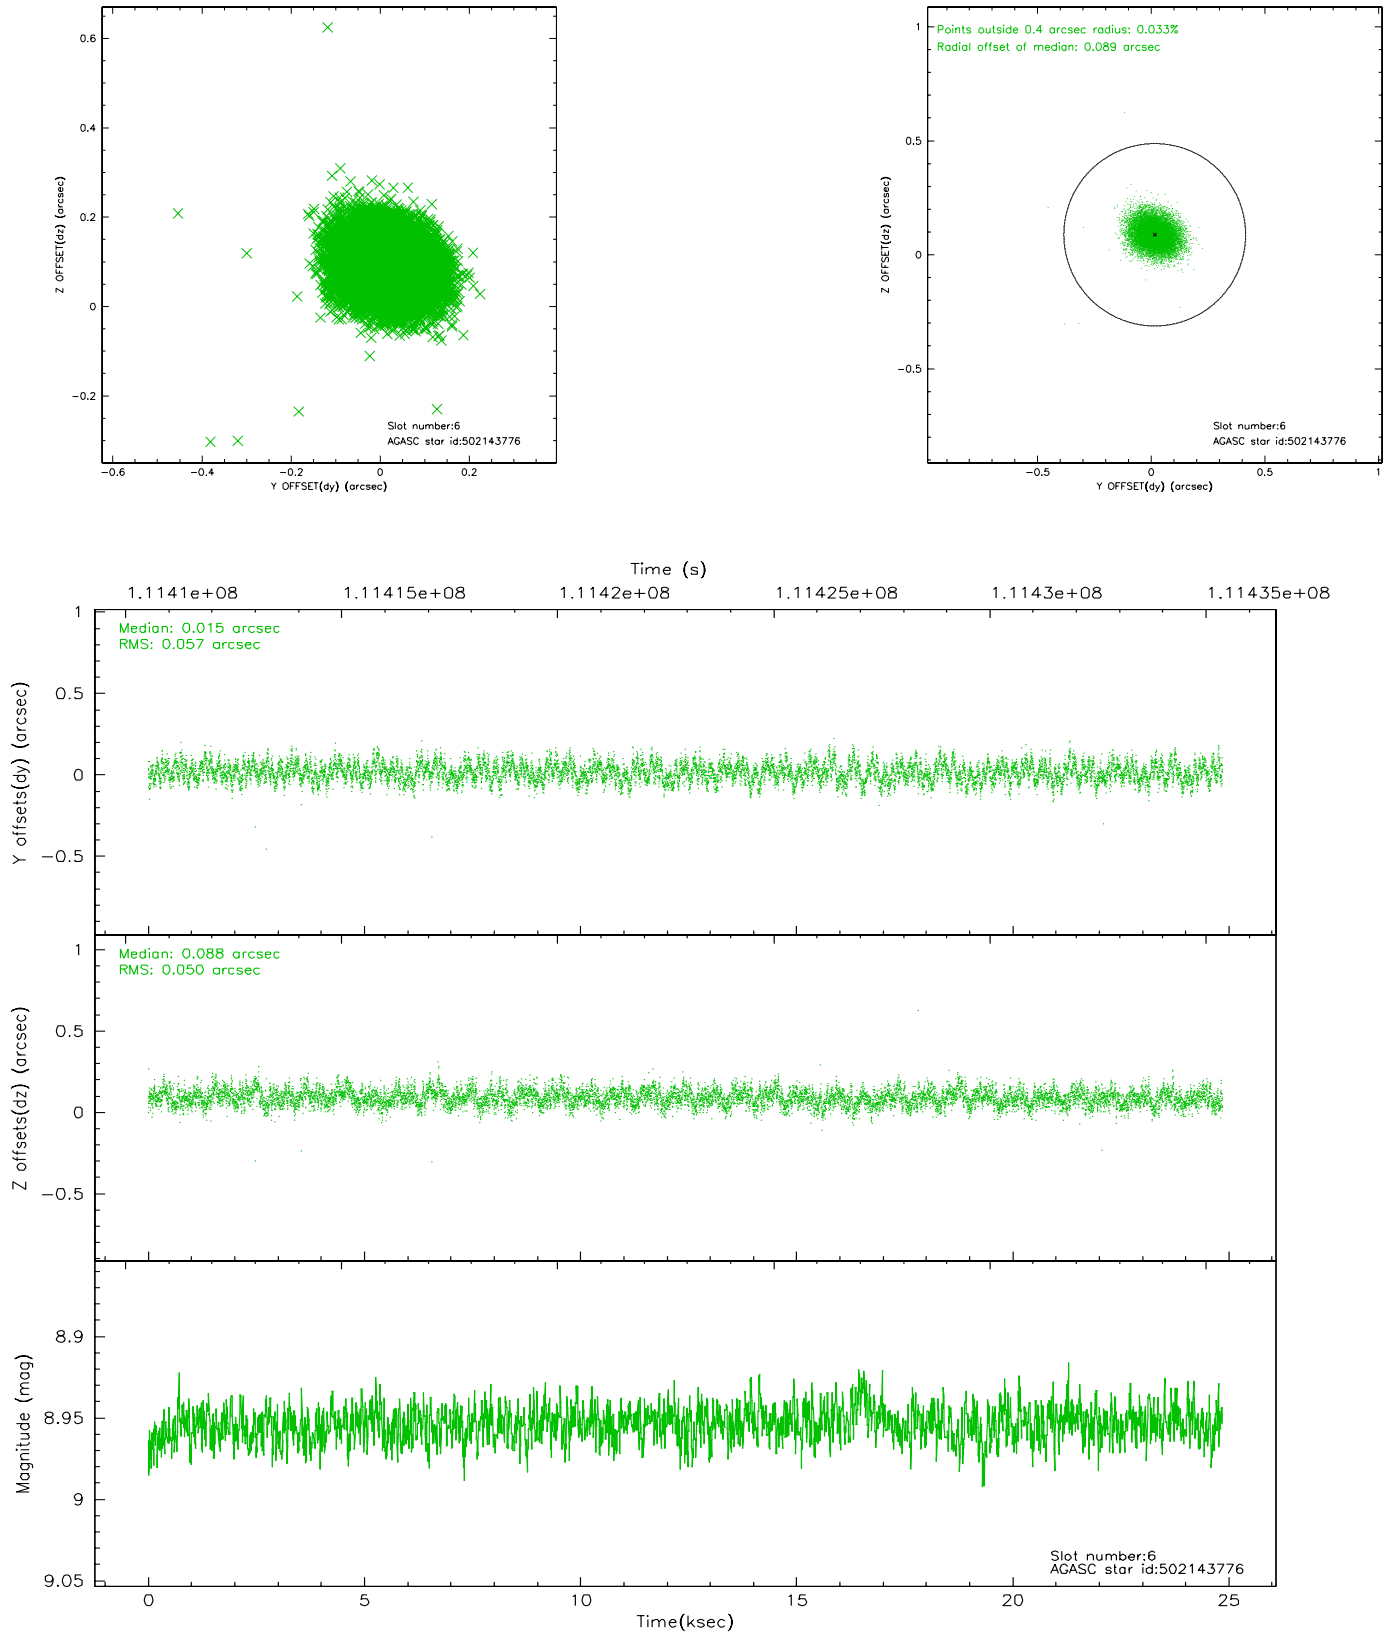 0.6
0.4
0.2
0
−0.2
−0.6
−0.4
−0.2
0
0.2
Z OFFSET(dz) (arcsec)
Y OFFSET(dy) (arcsec)
Slot number:6
AGASC star id:502143776
Points outside 0.4 arcsec radius: 0.033%
Radial offset of median: 0.089 arcsec
1
0.5
0
−0.5
−0.5
0
0.5
1
Z OFFSET(dz) (arcsec)
Y OFFSET(dy) (arcsec)
Slot number:6
AGASC star id:502143776
Time (s)
1.1141e+08
1.11415e+08
1.1142e+08
1.11425e+08
1.1143e+08
1.11435e+08
Median: 0.015 arcsec
RMS: 0.057 arcsec
1
0.5
0
−0.5
Y offsets(dy) (arcsec)
Median: 0.088 arcsec
RMS: 0.050 arcsec
1
0.5
0
−0.5
Z offsets(dz) (arcsec)
8.9
8.95
9
9.05
Magnitude (mag)
Slot number:6
AGASC star id:502143776
0
5
10
15
20
25
Time(ksec)